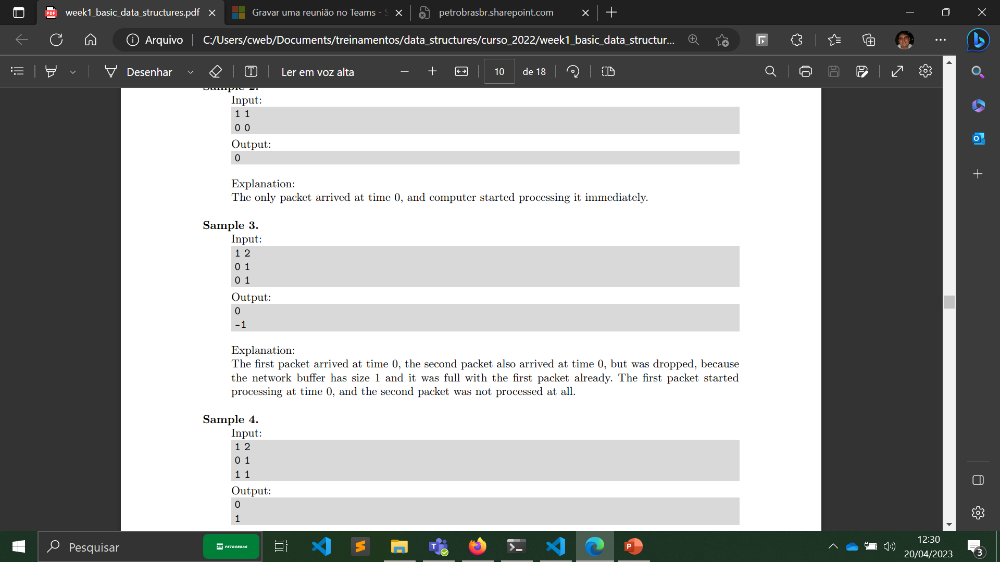 week1_basic_data_structures.pdf
Gravar uma reunião no Teams - S
petrobrasbr.sharepoint.com
Arquivo
C:/Users/cweb/Documents/treinamentos/data_structures/curso_2022/week1_basic_data_structur...
Desenhar
Ler em voz alta
10
de 18
Sample 2.
Input:
1 1
0 0
Output:
0
Explanation:
The only packet arrived at time 0, and computer started processing it immediately.
Sample 3.
Input:
1 2
0 1
0 1
Output:
0
-1
Explanation:
The first packet arrived at time 0, the second packet also arrived at time 0, but was dropped, because
the network buffer has size 1 and it was full with the first packet already. The first packet started
processing at time 0, and the second packet was not processed at all.
Sample 4.
Input:
1 2
0 1
1 1
Output:
0
1
Pesquisar
BR PETROBRAS
12:30
20/04/2023
3